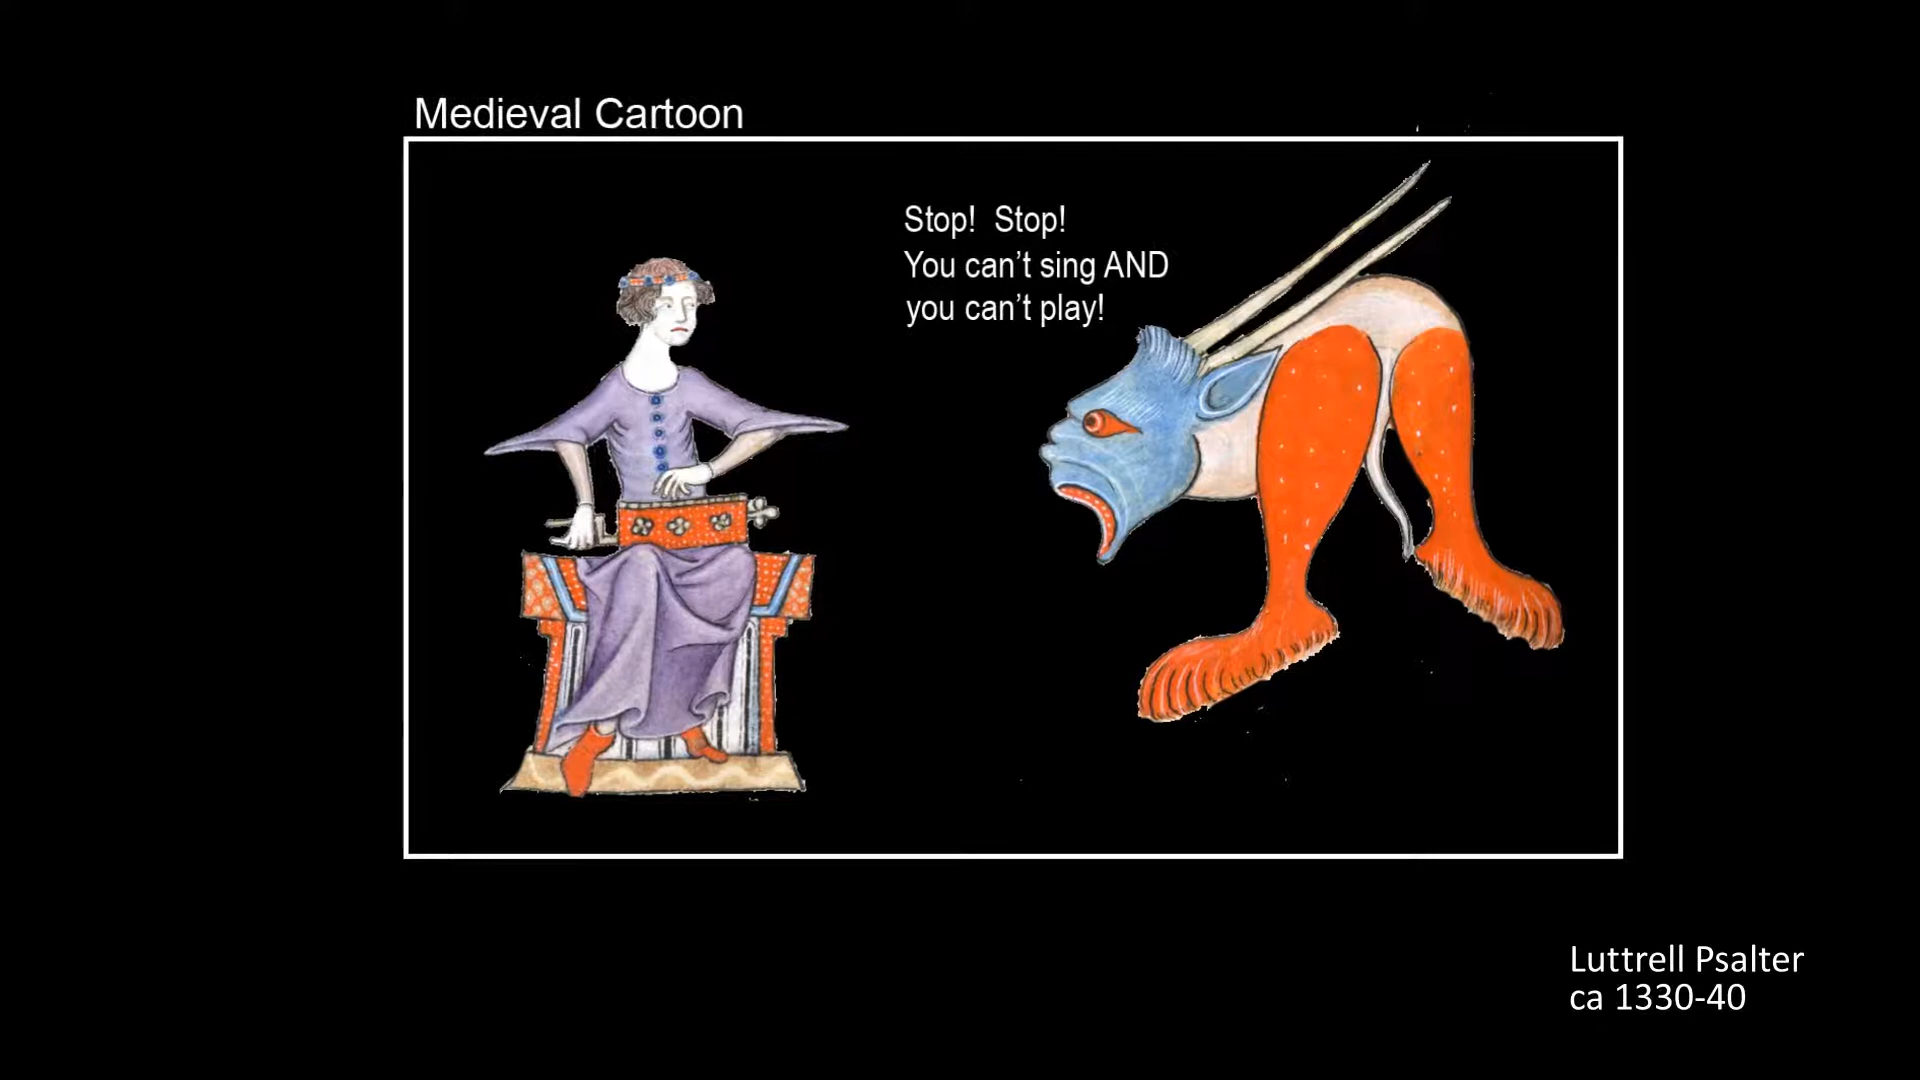 Medieval Cartoon
Stop! Stop!
You can't sing AND
you can't play!
Luttrell Psalter
ca 1330-40